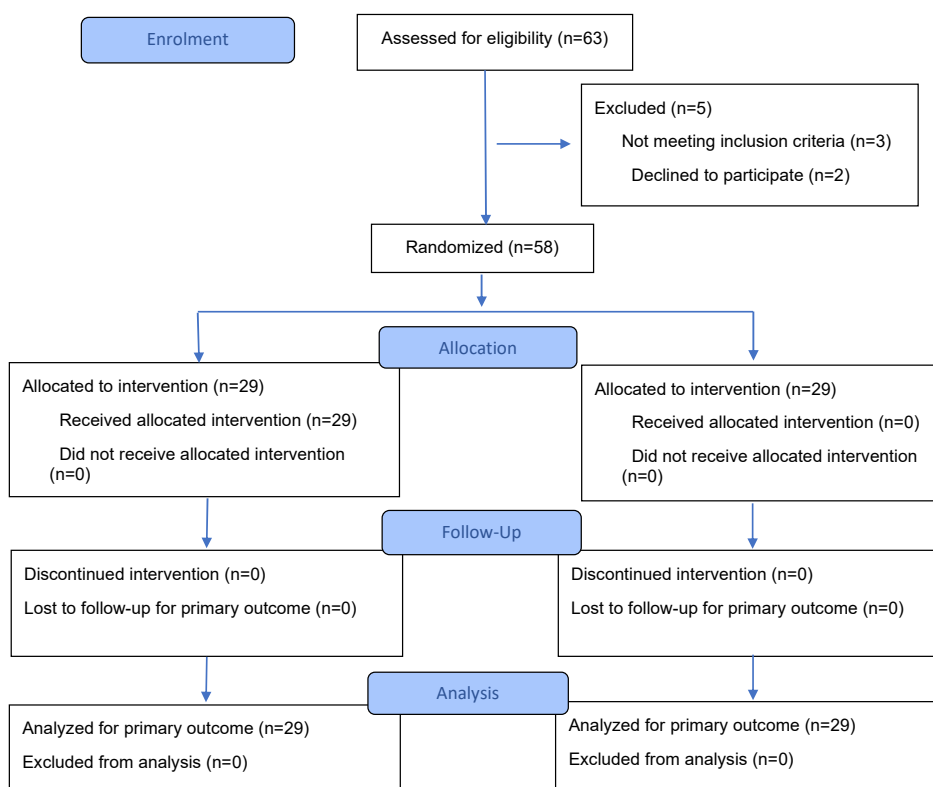 Enrolment
Assessed for eligibility (n=63)
Excluded (n=5)
Not meeting inclusion criteria (n=3)
Declined to participate (n=2)
Randomized (n=58)
Allocation
Allocated to intervention (n=29)
Received allocated intervention (n=29)
Did not receive allocated intervention
(n=0)
Allocated to intervention (n=29)
Received allocated intervention (n=0)
Did not receive allocated intervention
(n=0)
Follow-Up
Discontinued intervention (n=0)
Lost to follow-up for primary outcome (n=0)
Discontinued intervention (n=0)
Lost to follow-up for primary outcome (n=0)
Analysis
Analyzed for primary outcome (n=29)
Excluded from analysis (n=0)
Analyzed for primary outcome (n=29)
Excluded from analysis (n=0)